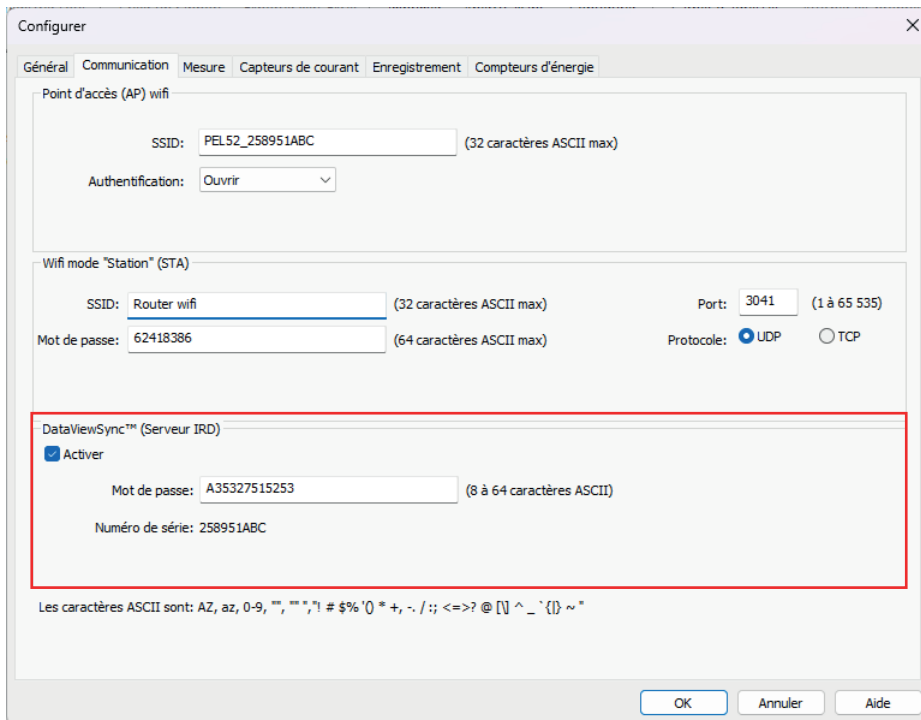 Configurer
Général Communication Mesure Capteurs de courant Enregistrement Compteurs d'énergie
Point d'accès (AP) wifi
SSID: PEL52_258951ABC (32 caractères ASCII max)
Authentification: Ouvrir
Wifi mode "Station" (STA)
SSID: Router wifi (32 caractères ASCII max) Port: 3041 (1 à 65 535)
Mot de passe: 62418386 (64 caractères ASCII max) Protocole: UDP TCP
DataViewSync™ (Serveur IRD)
Activer
Mot de passe: A35327515253 (8 à 64 caractères ASCII)
Numéro de série: 258951ABC
Les caractères ASCII sont: AZ, az, 0-9, "", "" ","! # $% '() * +, -. / :; <=>? @ [\] ^ _ `{|} ~ "
OK Annuler Aide